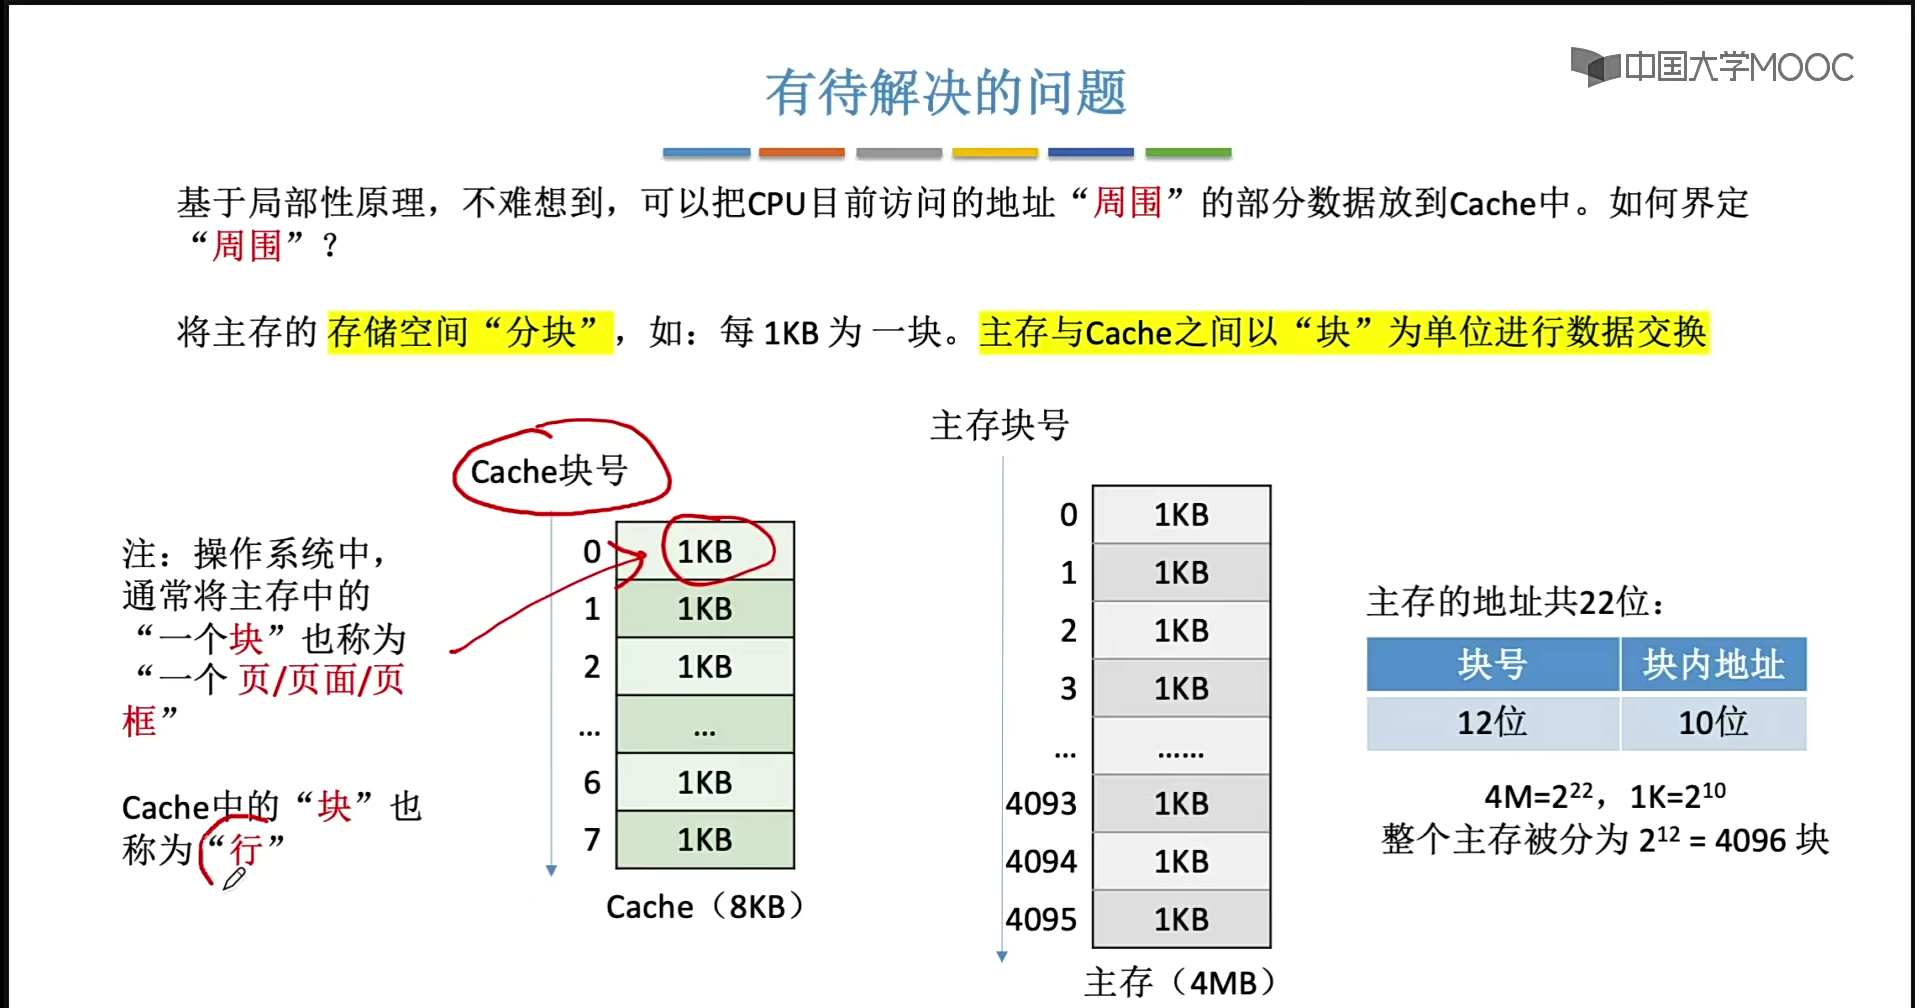 中国大学MOOC
有待解决的问题
基于局部性原理，不难想到，可以把CPU目前访问的地址“周围”的部分数据放到Cache中。如何界定
“周围”？
将主存的 存储空间“分块”，如：每 1KB 为 一块。主存与Cache之间以“块”为单位进行数据交换
注：操作系统中，
通常将主存中的
“一个块”也称为
“一个 页/页面/页
框”
Cache中的“块”也
称为“行”
Cache块号
0 1KB
1 1KB
2 1KB
... ...
6 1KB
7 1KB
Cache（8KB）
主存块号
0 1KB
1 1KB
2 1KB
3 1KB
... ......
4093 1KB
4094 1KB
4095 1KB
主存（4MB）
主存的地址共22位：
块号 块内地址
12位 10位
4M=2²²，1K=2¹⁰
整个主存被分为 2¹² = 4096 块